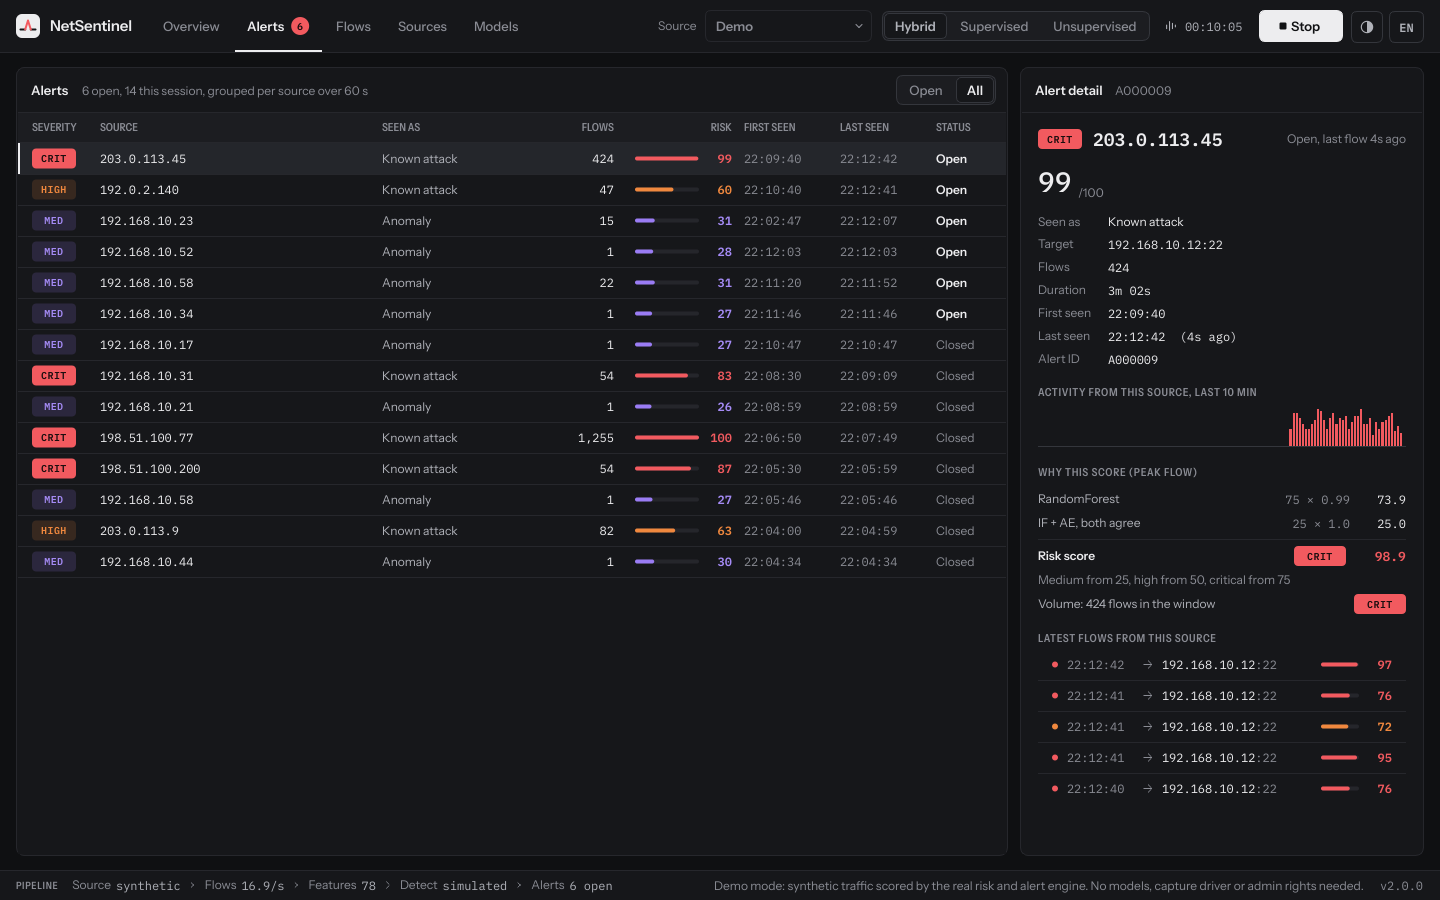 NetSentinel Overview Alerts 6 Flows Sources Models Source Demo Hybrid Supervised Unsupervised 00:10:05 Stop EN
Alerts 6 open, 14 this session, grouped per source over 60 s Open All
SEVERITY SOURCE SEEN AS FLOWS RISK FIRST SEEN LAST SEEN STATUS
CRIT 203.0.113.45 Known attack 424 99 22:09:40 22:12:42 Open
HIGH 192.0.2.140 Known attack 47 60 22:10:40 22:12:41 Open
MED 192.168.10.23 Anomaly 15 31 22:02:47 22:12:07 Open
MED 192.168.10.52 Anomaly 1 28 22:12:03 22:12:03 Open
MED 192.168.10.58 Anomaly 22 31 22:11:20 22:11:52 Open
MED 192.168.10.34 Anomaly 1 27 22:11:46 22:11:46 Open
MED 192.168.10.17 Anomaly 1 27 22:10:47 22:10:47 Closed
CRIT 192.168.10.31 Known attack 54 83 22:08:30 22:09:09 Closed
MED 192.168.10.21 Anomaly 1 26 22:08:59 22:08:59 Closed
CRIT 198.51.100.77 Known attack 1,255 100 22:06:50 22:07:49 Closed
CRIT 198.51.100.200 Known attack 54 87 22:05:30 22:05:59 Closed
MED 192.168.10.58 Anomaly 1 27 22:05:46 22:05:46 Closed
HIGH 203.0.113.9 Known attack 82 63 22:04:00 22:04:59 Closed
MED 192.168.10.44 Anomaly 1 30 22:04:34 22:04:34 Closed
Alert detail A000009
CRIT 203.0.113.45 Open, last flow 4s ago
99 /100
Seen as Known attack
Target 192.168.10.12:22
Flows 424
Duration 3m 02s
First seen 22:09:40
Last seen 22:12:42 (4s ago)
Alert ID A000009
ACTIVITY FROM THIS SOURCE, LAST 10 MIN
WHY THIS SCORE (PEAK FLOW)
RandomForest 75 × 0.99 73.9
IF + AE, both agree 25 × 1.0 25.0
Risk score CRIT 98.9
Medium from 25, high from 50, critical from 75
Volume: 424 flows in the window CRIT
LATEST FLOWS FROM THIS SOURCE
22:12:42 → 192.168.10.12:22 97
22:12:41 → 192.168.10.12:22 76
22:12:41 → 192.168.10.12:22 72
22:12:41 → 192.168.10.12:22 95
22:12:40 → 192.168.10.12:22 76
PIPELINE Source synthetic › Flows 16.9/s › Features 78 › Detect simulated › Alerts 6 open Demo mode: synthetic traffic scored by the real risk and alert engine. No models, capture driver or admin rights needed. v2.0.0